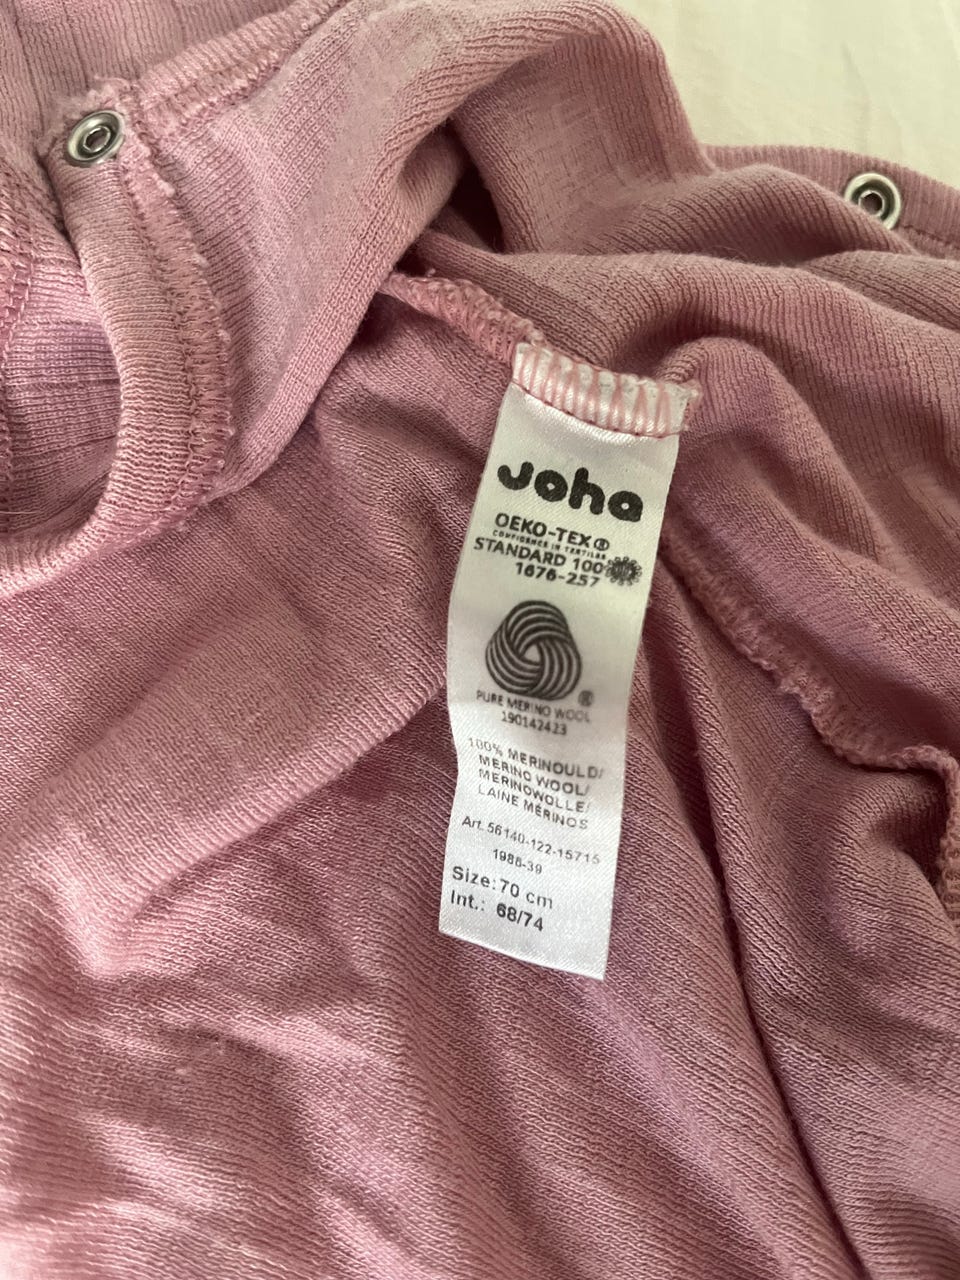 Joha
OEKO-TEX®
CONFIDENCE IN TEXTILES
STANDARD 100
1676-257
®
PURE MERINO WOOL
190142423
100% MERINOULD/
MERINO WOOL/
MERINOWOLLE/
LAINE MÉRINOS
Art. 56140-122-15715
1986-39
Size: 70 cm
Int.: 68/74